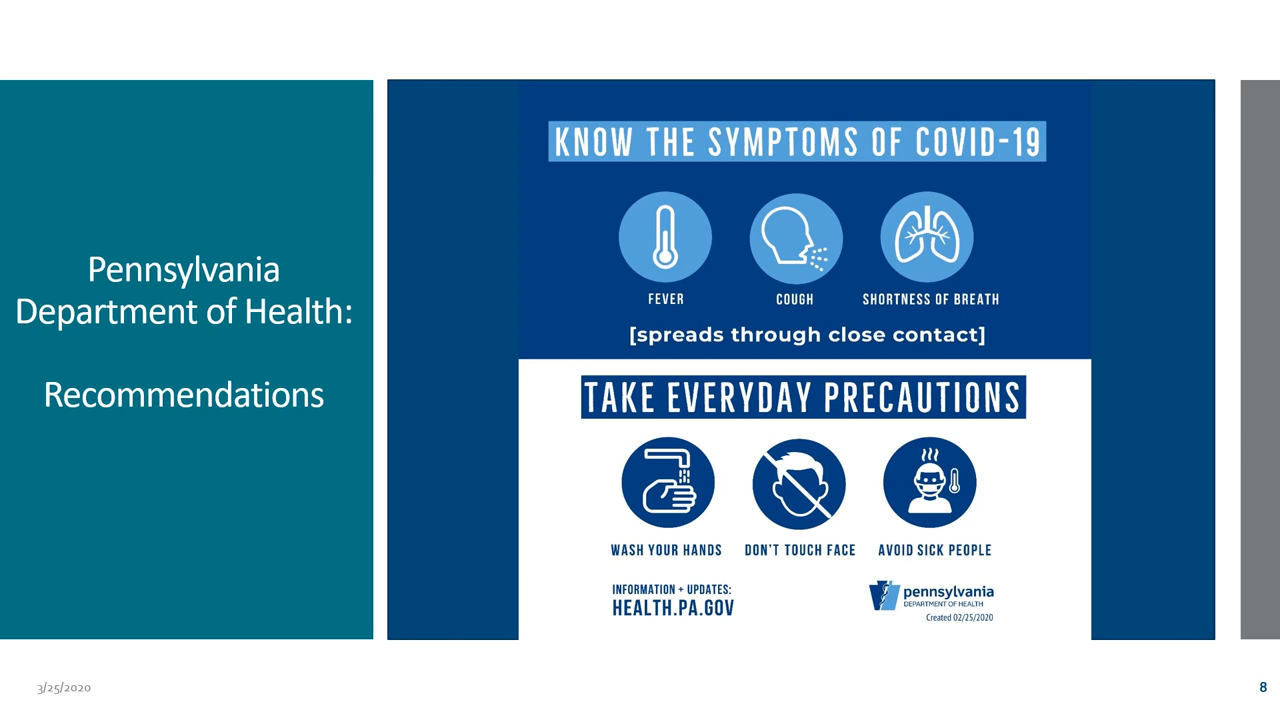 Pennsylvania
Department of Health:
Recommendations
KNOW THE SYMPTOMS OF COVID-19
FEVER
COUGH
SHORTNESS OF BREATH
[spreads through close contact]
TAKE EVERYDAY PRECAUTIONS
WASH YOUR HANDS
DON'T TOUCH FACE
AVOID SICK PEOPLE
INFORMATION + UPDATES:
HEALTH.PA.GOV
pennsylvania
DEPARTMENT OF HEALTH
Created 02/25/2020
3/25/2020
8